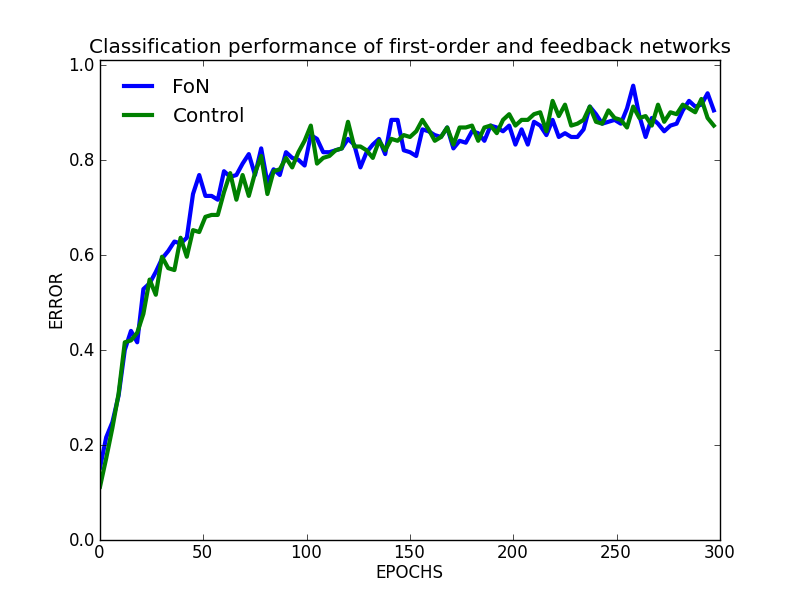 Classification performance of first-order and feedback networks
FoN
Control
1.0
0.8
0.6
0.4
0.2
0.0
ERROR
0 50 100 150 200 250 300
EPOCHS